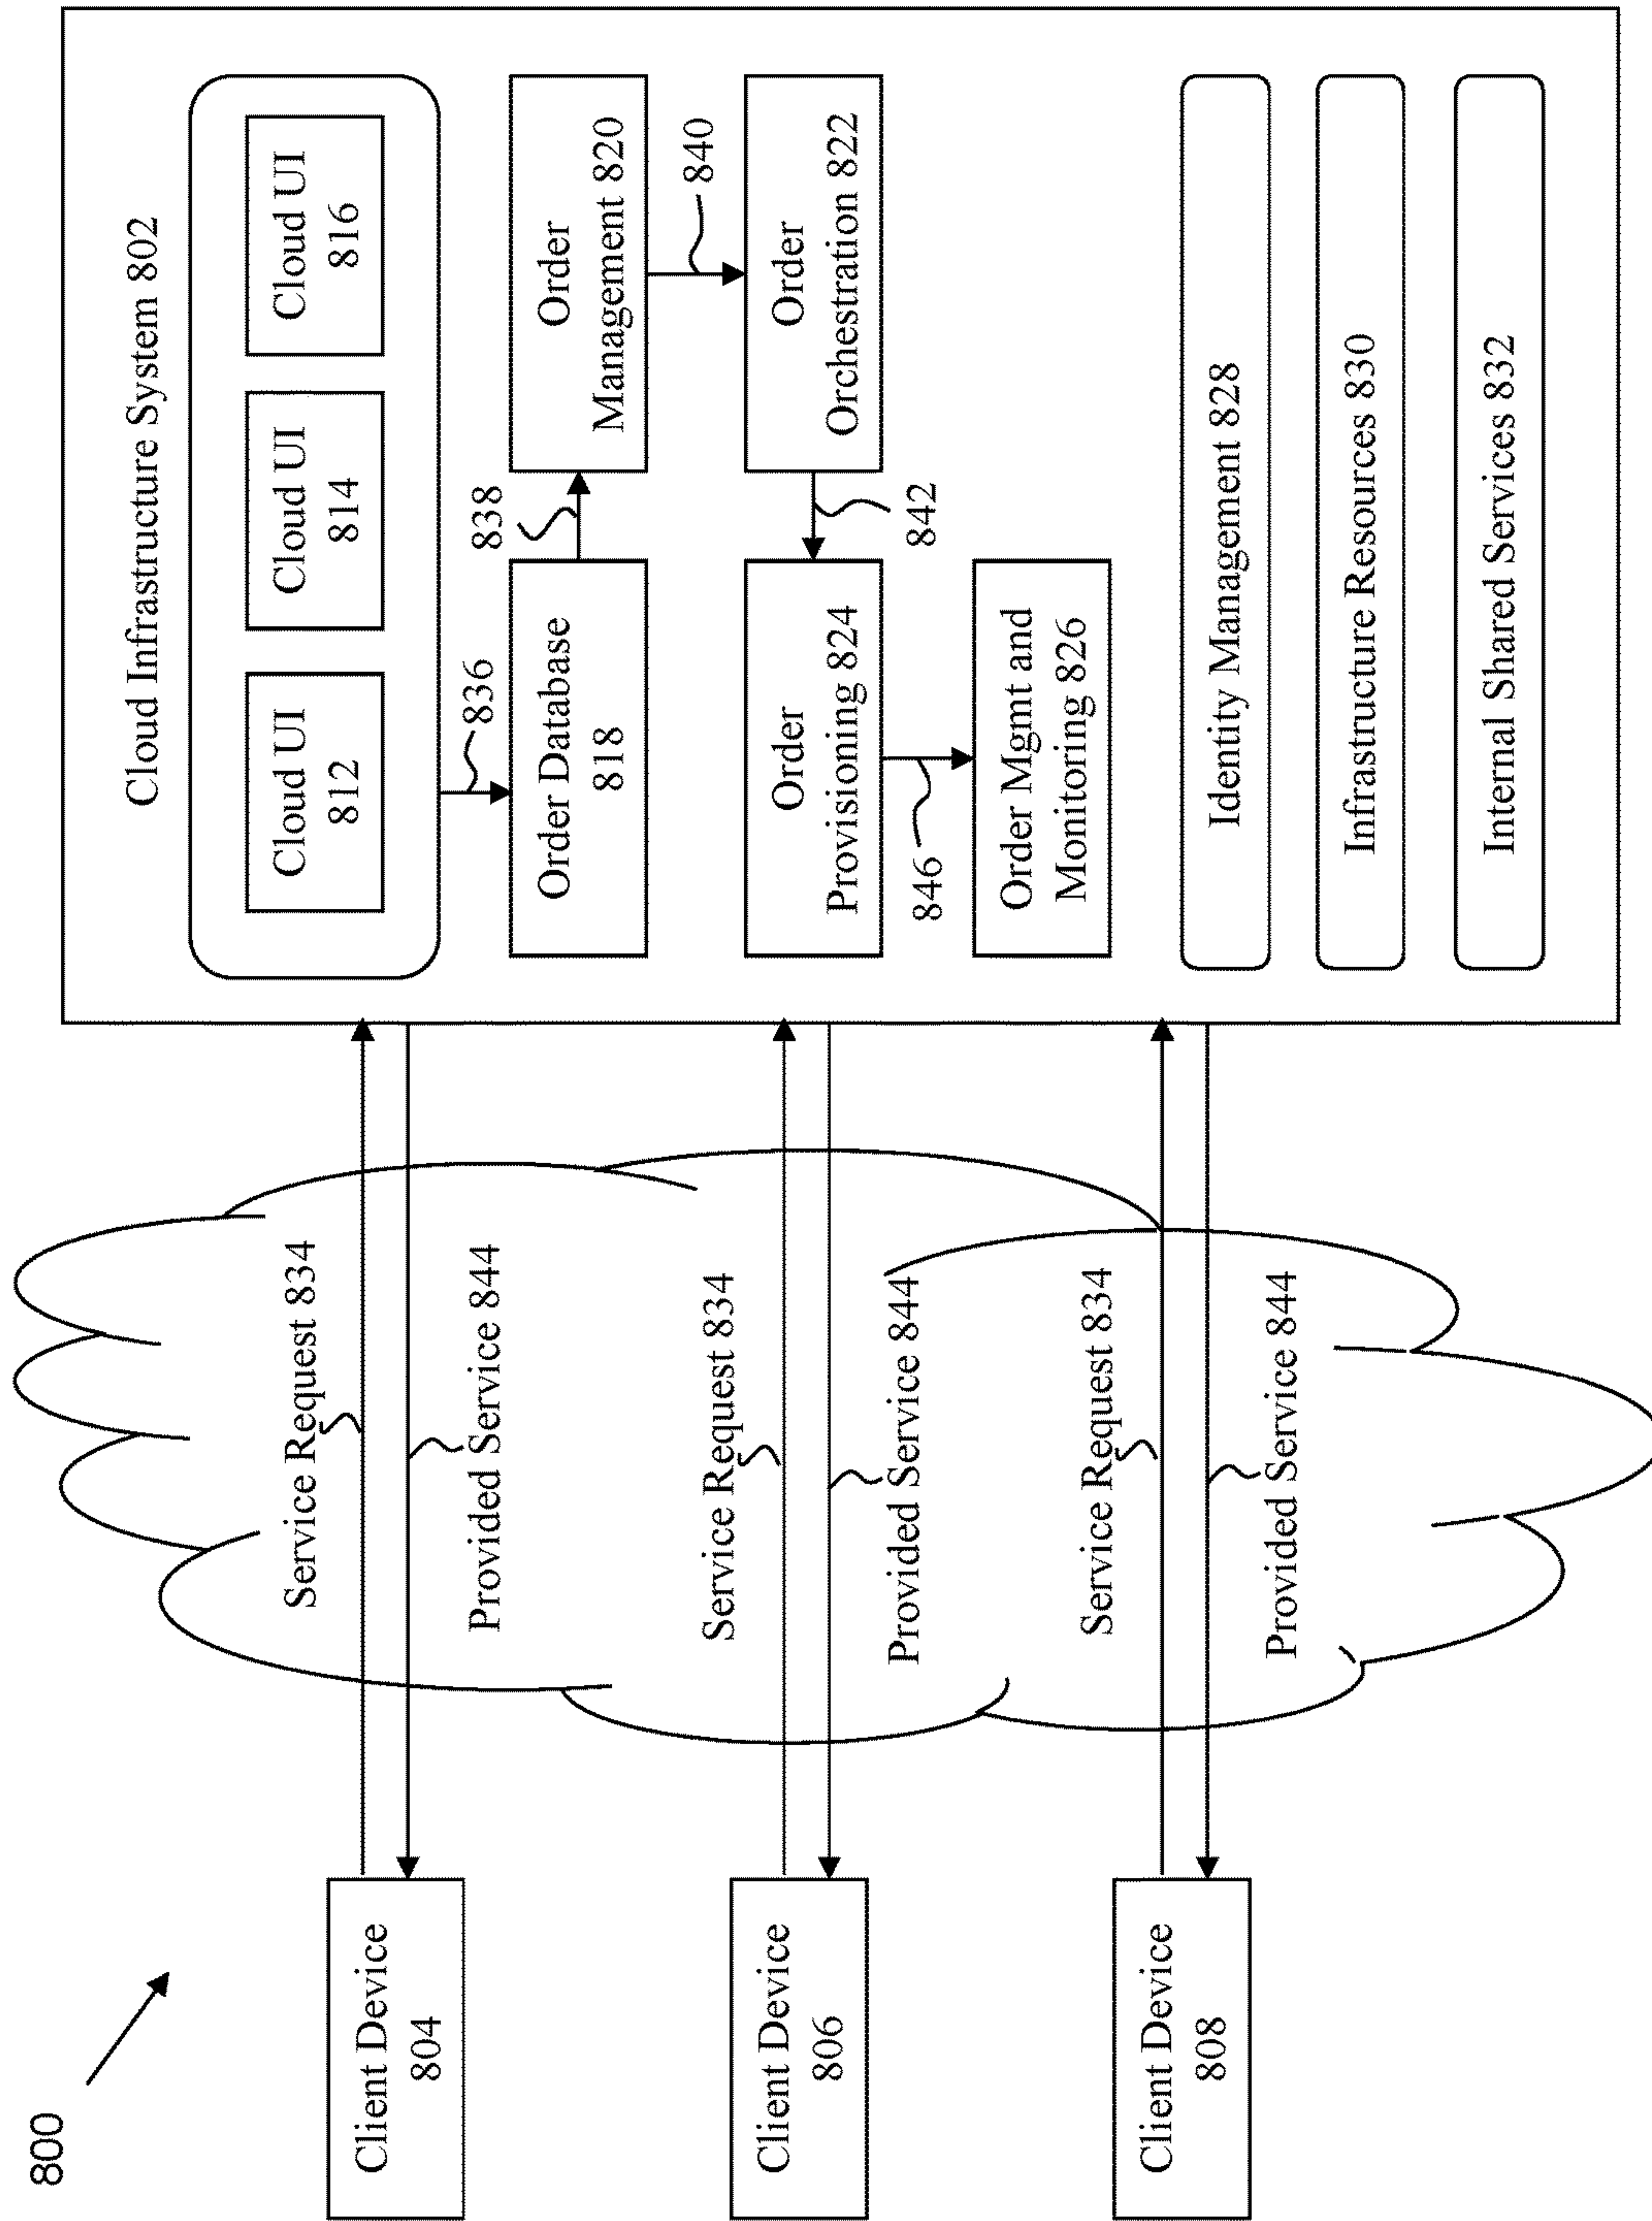 800
Client Device
804
Client Device
806
Client Device
808
Service Request 834
Provided Service 844
Service Request 834
Provided Service 844
Service Request 834
Provided Service 844
Cloud Infrastructure System 802
Cloud UI
812
Cloud UI
814
Cloud UI
816
836
Order Database
818
838
Order
Management 820
840
Order
Provisioning 824
842
Order
Orchestration 822
846
Order Mgmt and
Monitoring 826
Identity Management 828
Infrastructure Resources 830
Internal Shared Services 832